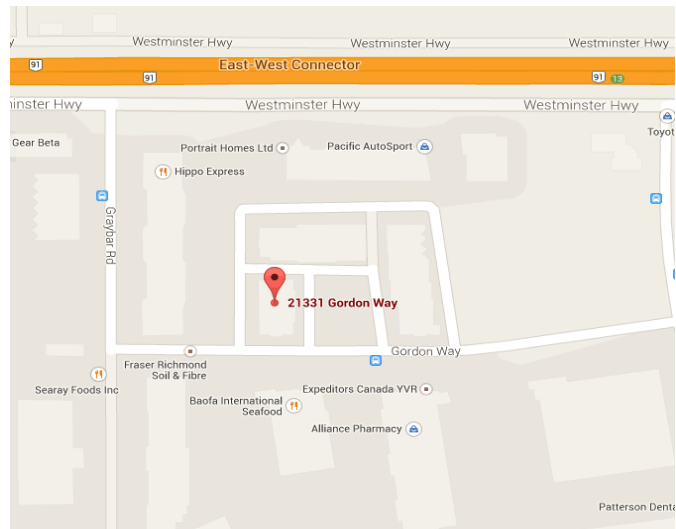 Westminster Hwy
Westminster Hwy
Westminster Hwy
91
East-West Connector
91
91
13
minster Hwy
Westminster Hwy
Westminster Hwy
Toyot
Gear Beta
Portrait Homes Ltd
Pacific AutoSport
Hippo Express
Graybar Rd
21331 Gordon Way
Gordon Way
Fraser Richmond
Soil & Fibre
Searay Foods Inc
Expeditors Canada YVR
Baofa International
Seafood
Alliance Pharmacy
Patterson Denta